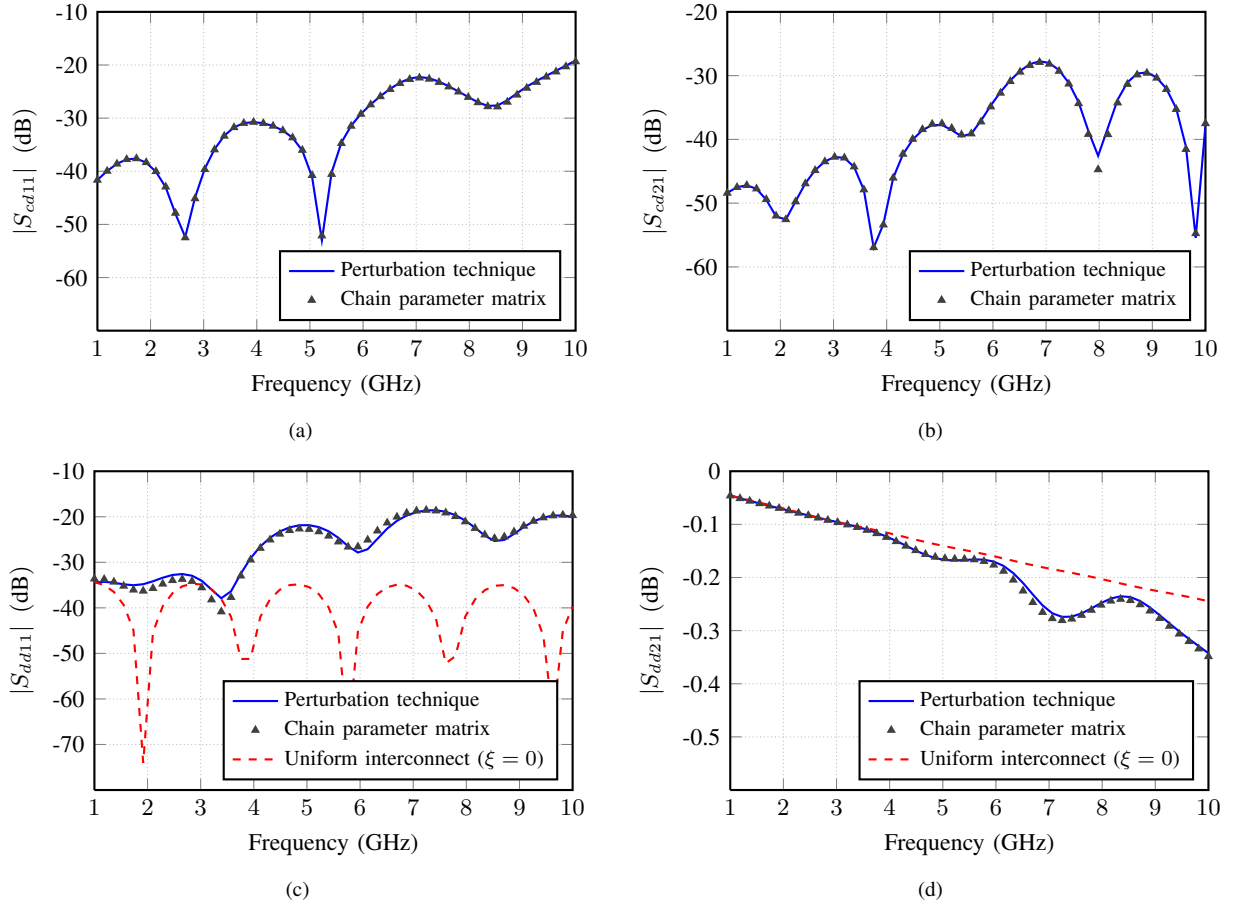 -10
-20
-30
-40
-50
-60
|S_{cd11}| (dB)
1 2 3 4 5 6 7 8 9 10
Frequency (GHz)
Perturbation technique
Chain parameter matrix
(a)
-20
-30
-40
-50
-60
|S_{cd21}| (dB)
1 2 3 4 5 6 7 8 9 10
Frequency (GHz)
Perturbation technique
Chain parameter matrix
(b)
-10
-20
-30
-40
-50
-60
-70
|S_{dd11}| (dB)
1 2 3 4 5 6 7 8 9 10
Frequency (GHz)
Perturbation technique
Chain parameter matrix
Uniform interconnect (ξ = 0)
(c)
0
-0.1
-0.2
-0.3
-0.4
-0.5
|S_{dd21}| (dB)
1 2 3 4 5 6 7 8 9 10
Frequency (GHz)
Perturbation technique
Chain parameter matrix
Uniform interconnect (ξ = 0)
(d)